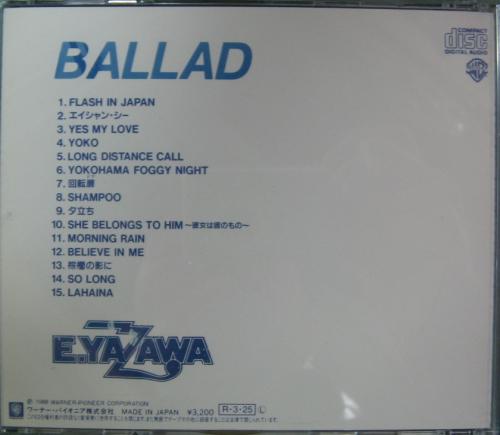 BALLAD
COMPACT
disc
DIGITAL AUDIO
1. FLASH IN JAPAN
2. エイシャン・シー
3. YES MY LOVE
4. YOKO
5. LONG DISTANCE CALL
6. YOKOHAMA FOGGY NIGHT
7. 回転扉
8. SHAMPOO
9. 夕立ち
10. SHE BELONGS TO HIM ~彼女は彼のもの~
11. MORNING RAIN
12. BELIEVE IN ME
13. 棕櫚の影に
14. SO LONG
15. LAHAINA
E.YAZAWA
℗ 1988 WARNER-PIONEER CORPORATION
ワーナー・パイオニア株式会社 MADE IN JAPAN ¥3,200 R-3・25 L